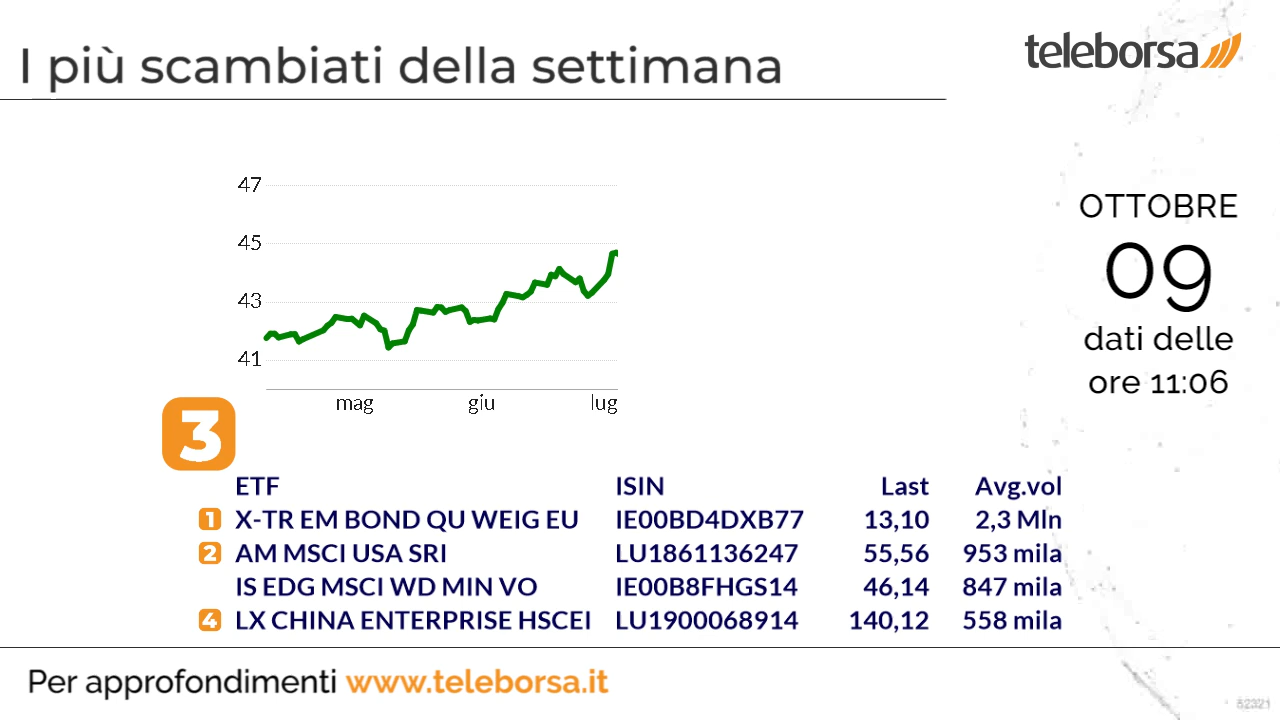 I più scambiati della settimana
teleborsa
OTTOBRE
09
dati delle
ore 11:06
47
45
43
41
mag giu lug
3
ETF ISIN Last Avg.vol
1 X-TR EM BOND QU WEIG EU IE00BD4DXB77 13,10 2,3 Mln
2 AM MSCI USA SRI LU1861136247 55,56 953 mila
IS EDG MSCI WD MIN VO IE00B8FHGS14 46,14 847 mila
4 LX CHINA ENTERPRISE HSCEI LU1900068914 140,12 558 mila
Per approfondimenti www.teleborsa.it
52321